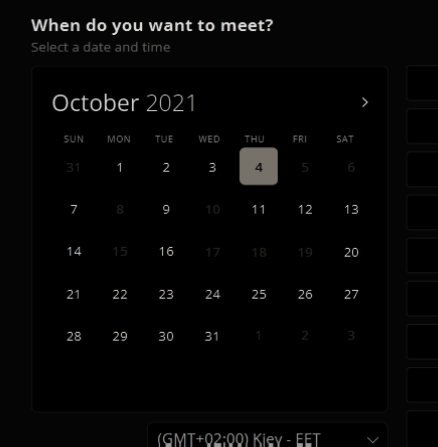 When do you want to meet?
Select a date and time
October 2021
SUN MON TUE WED THU FRI SAT
31 1 2 3 4 5 6
7 8 9 10 11 12 13
14 15 16 17 18 19 20
21 22 23 24 25 26 27
28 29 30 31 1 2 3
(GMT+02:00) Kiev - EET